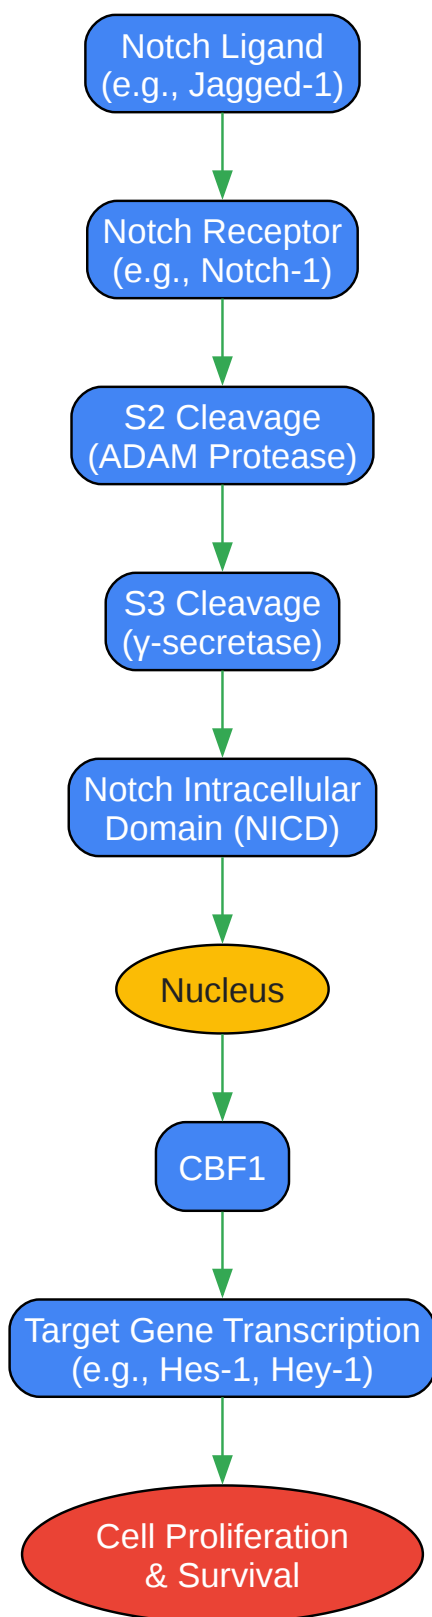 Notch Ligand
(e.g., Jagged-1)
Notch Receptor
(e.g., Notch-1)
S2 Cleavage
(ADAM Protease)
S3 Cleavage
(γ-secretase)
Notch Intracellular
Domain (NICD)
Nucleus
CBF1
Target Gene Transcription
(e.g., Hes-1, Hey-1)
Cell Proliferation
& Survival